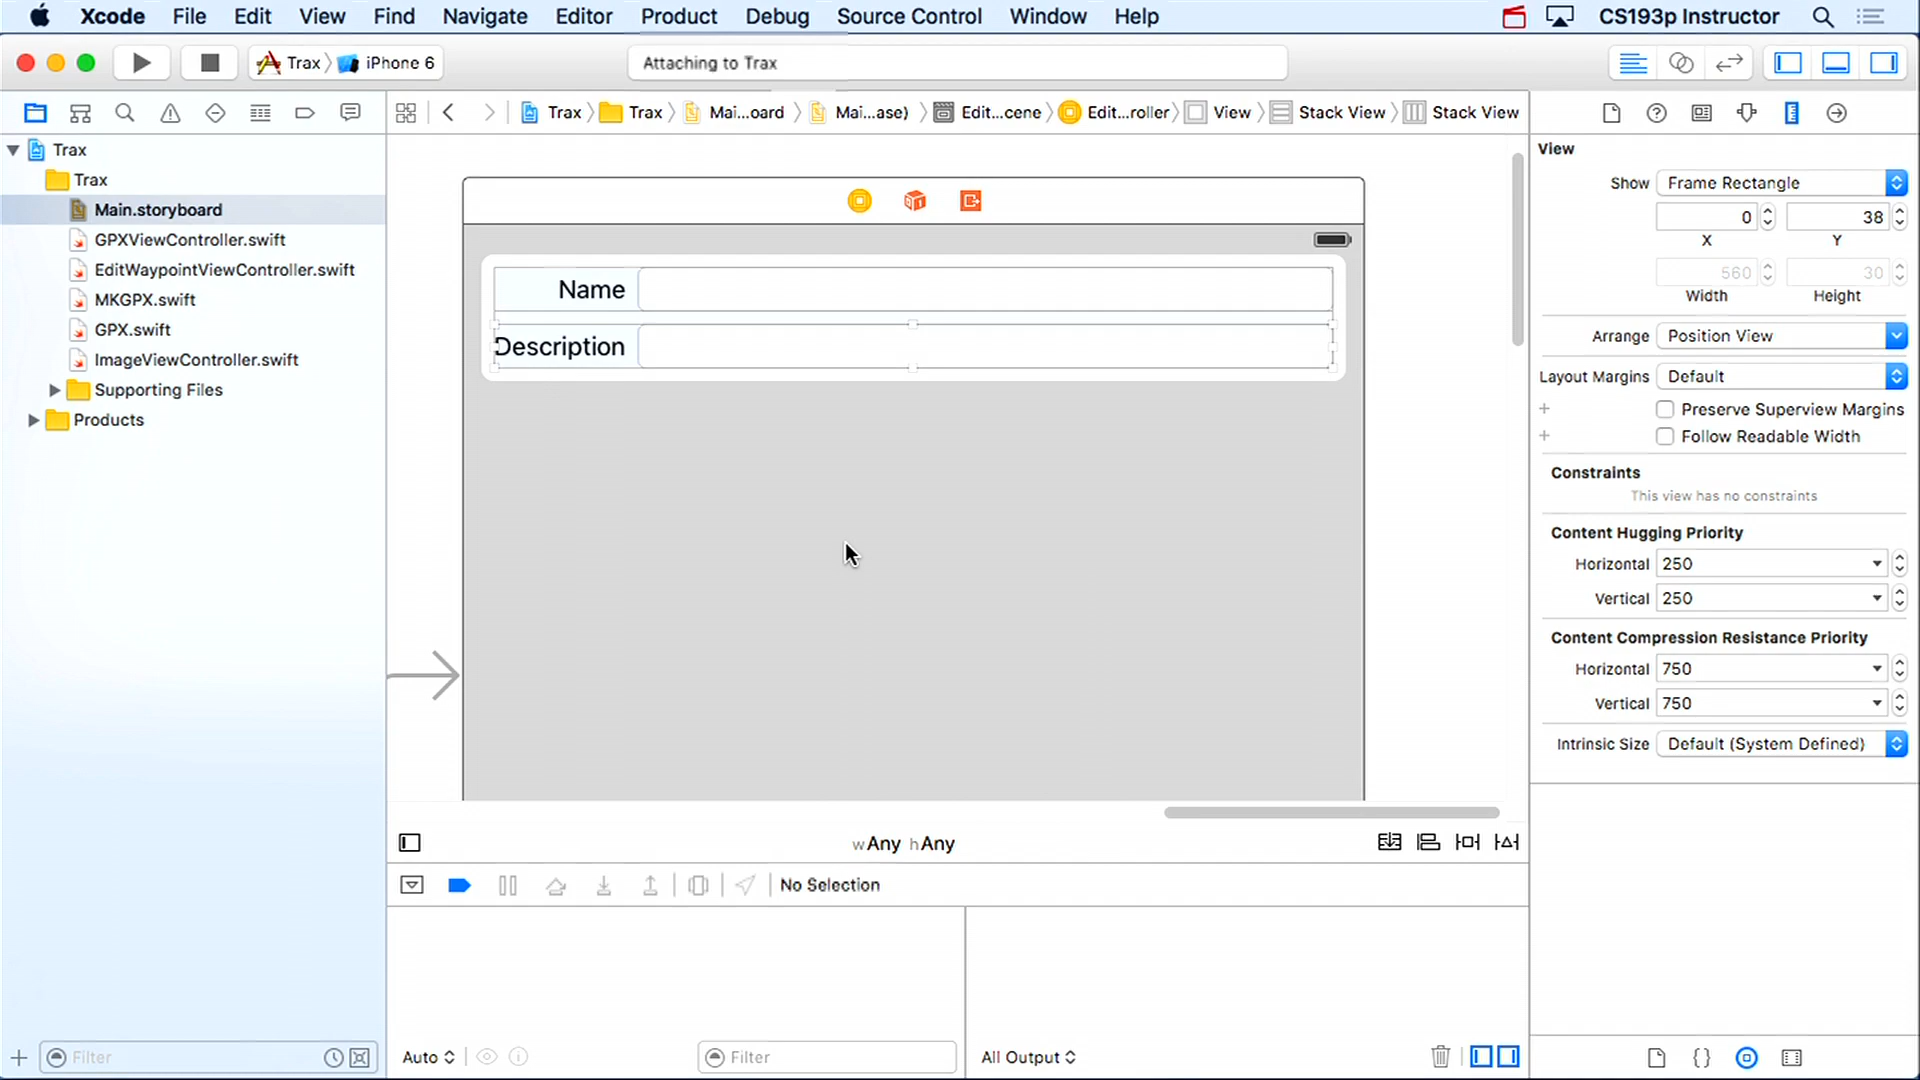 Xcode File Edit View Find Navigate Editor Product Debug Source Control Window Help CS193p Instructor
Trax iPhone 6 Attaching to Trax
Trax Trax Mai...oard Mai...ase) Edit...cene Edit...roller View Stack View Stack View
Trax
Trax
Main.storyboard
GPXViewController.swift
EditWaypointViewController.swift
MKGPX.swift
GPX.swift
ImageViewController.swift
Supporting Files
Products
Name
Description
wAny hAny
No Selection
View
Show Frame Rectangle
0 38
X Y
560 30
Width Height
Arrange Position View
Layout Margins Default
Preserve Superview Margins
Follow Readable Width
Constraints
This view has no constraints
Content Hugging Priority
Horizontal 250
Vertical 250
Content Compression Resistance Priority
Horizontal 750
Vertical 750
Intrinsic Size Default (System Defined)
Filter
Auto Filter All Output